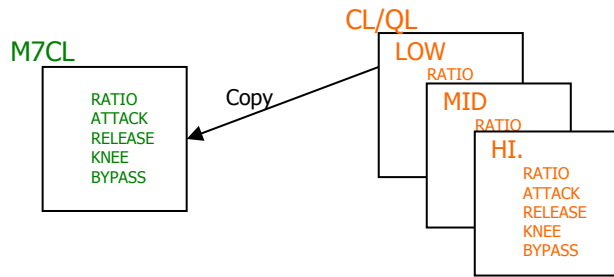 M7CL
RATIO
ATTACK
RELEASE
KNEE
BYPASS
Copy
CL/QL
LOW
RATIO
MID
RATIO
HI.
RATIO
ATTACK
RELEASE
KNEE
BYPASS